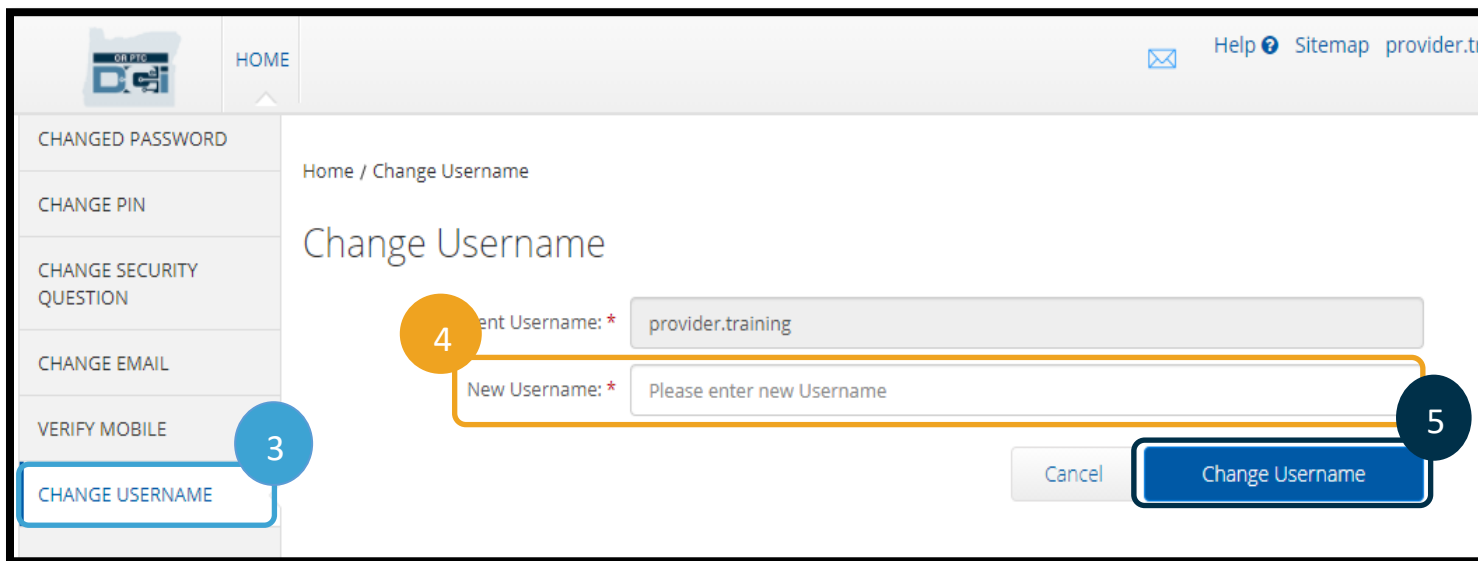 OR PTC
DCi
HOME
Help ? Sitemap provider.tr
CHANGED PASSWORD
CHANGE PIN
CHANGE SECURITY
QUESTION
CHANGE EMAIL
VERIFY MOBILE
3
CHANGE USERNAME
Home / Change Username
Change Username
4
ent Username: * provider.training
New Username: * Please enter new Username
5
Cancel Change Username